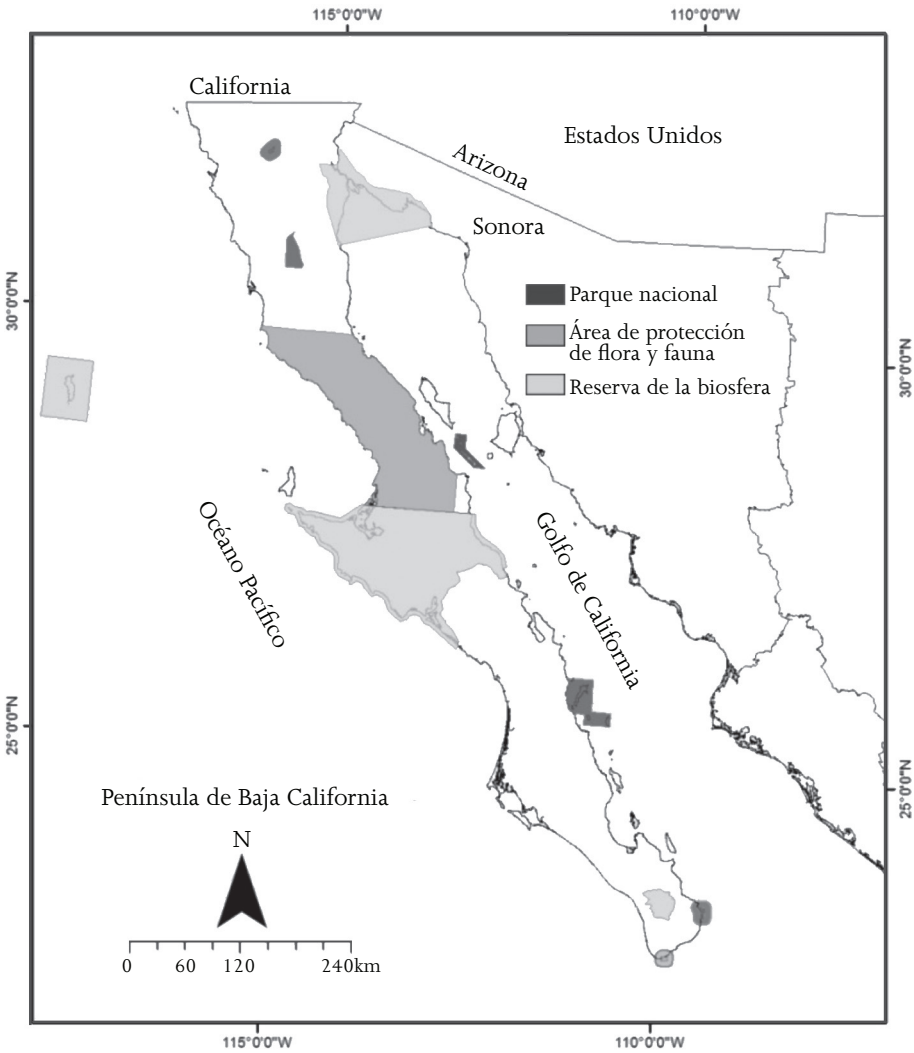 115°0'0"W
110°0'0"W
California
Estados Unidos
Arizona
Sonora
30°0'0"N
Parque nacional
Área de protección
de flora y fauna
Reserva de la biosfera
30°0'0"N
Océano Pacífico
Golfo de California
25°0'0"N
25°0'0"N
Península de Baja California
N
0 60 120 240km
115°0'0"W
110°0'0"W